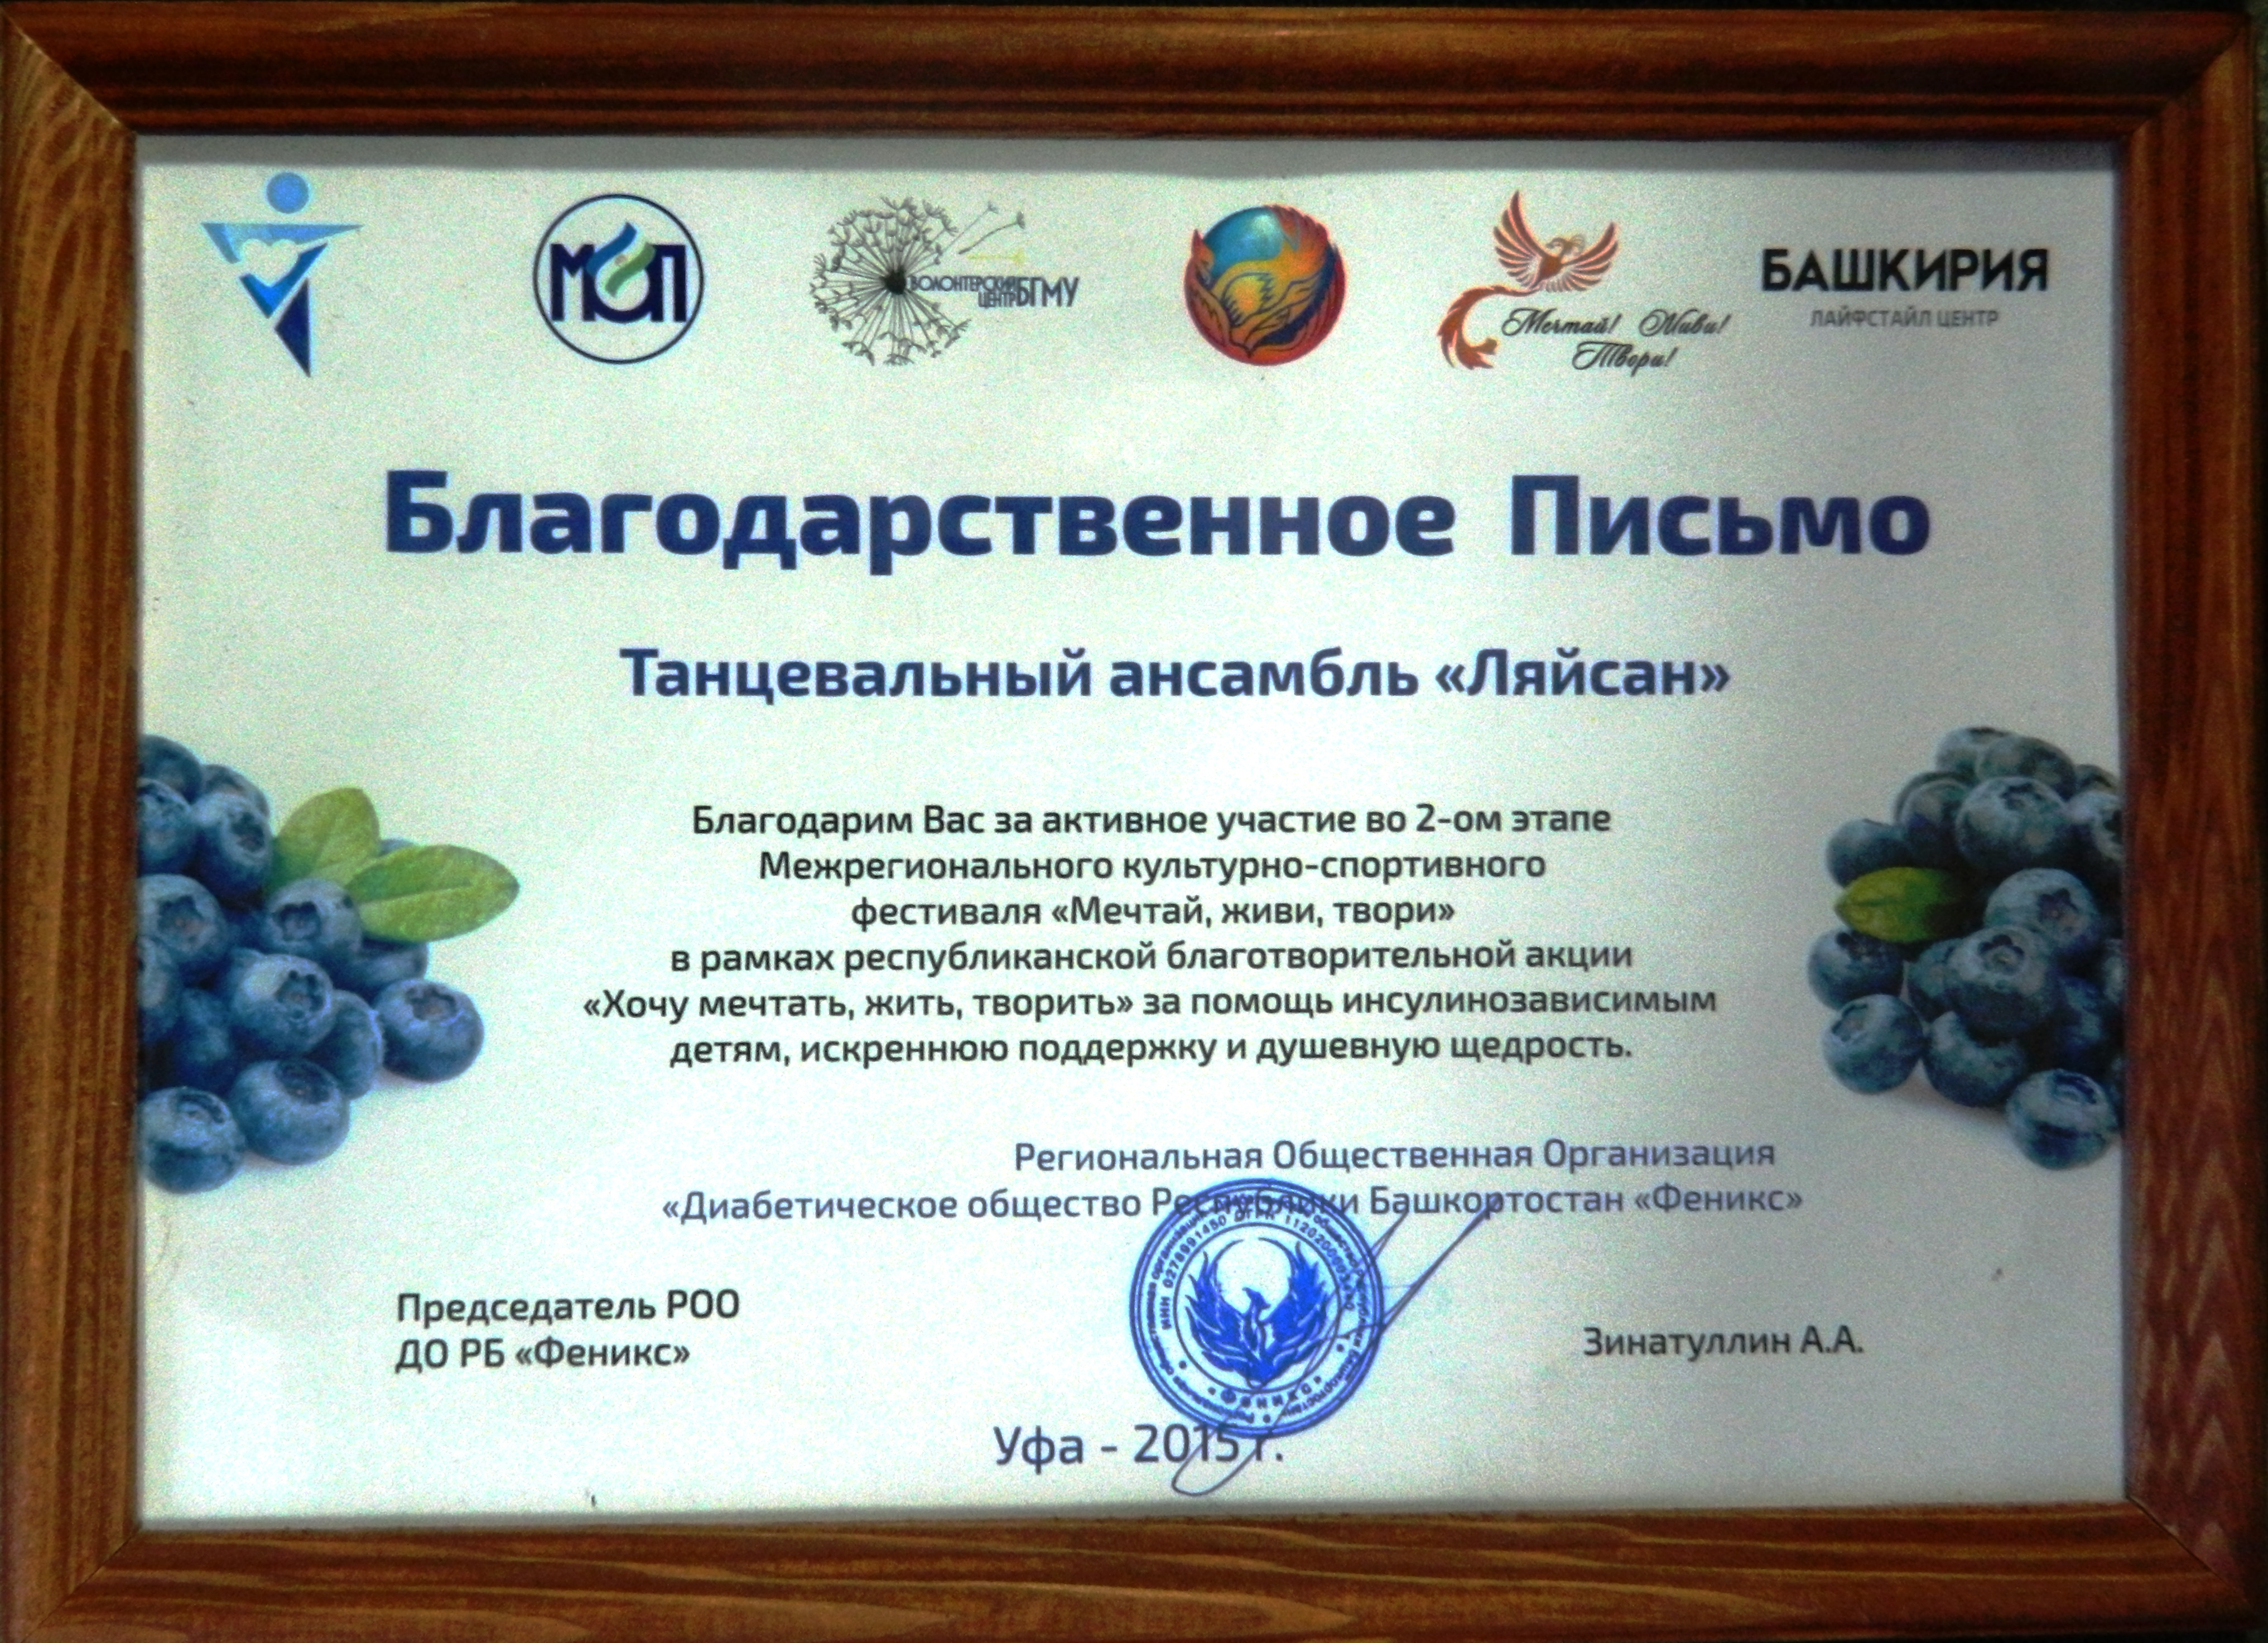 МОП
ВОЛОНТЕРСКИЙ
ЦЕНТР БГМУ
Мечтай! Живи!
Твори!
БАШКИРИЯ
ЛАЙФСТАЙЛ ЦЕНТР
Благодарственное Письмо
Танцевальный ансамбль «Ляйсан»
Благодарим Вас за активное участие во 2-ом этапе
Межрегионального культурно-спортивного
фестиваля «Мечтай, живи, твори»
в рамках республиканской благотворительной акции
«Хочу мечтать, жить, творить» за помощь инсулинозависимым
детям, искреннюю поддержку и душевную щедрость.
Региональная Общественная Организация
«Диабетическое общество Республики Башкортостан «Феникс»
Председатель РОО
ДО РБ «Феникс»
«Феникс»
Зинатуллин А.А.
Уфа - 2015 г.